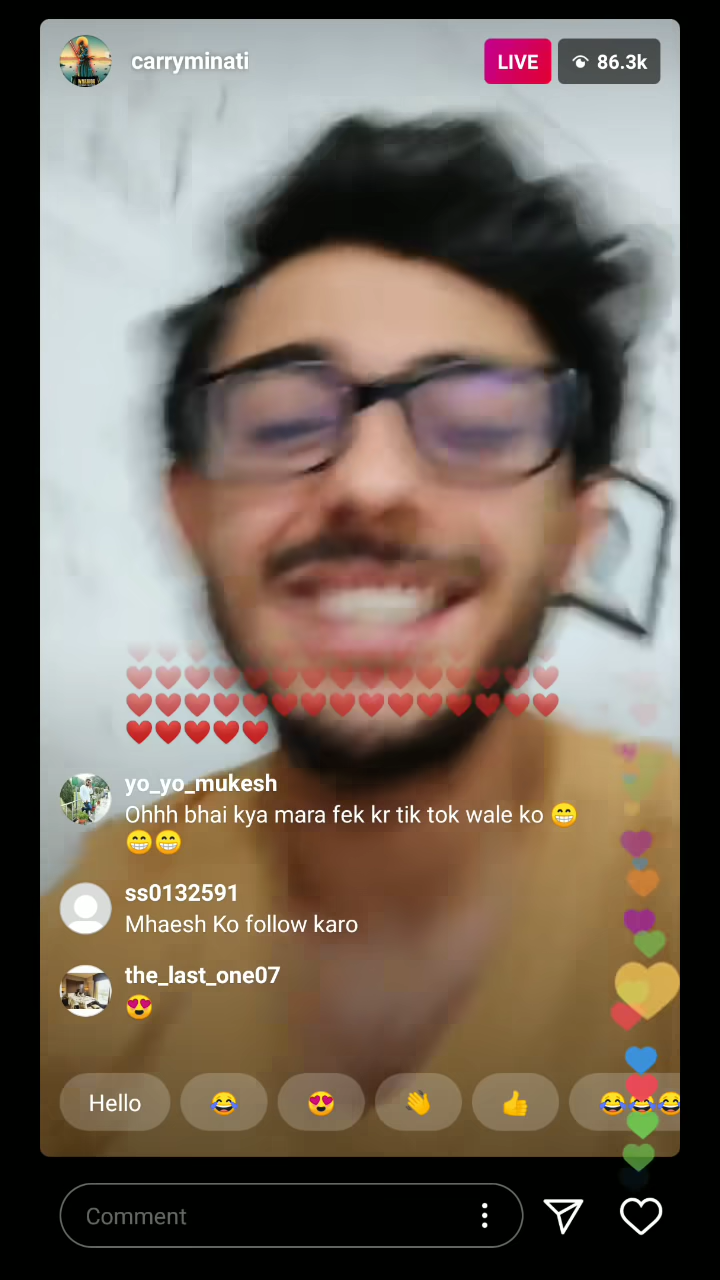 carryminati
LIVE
86.3k
yo_yo_mukesh
Ohhh bhai kya mara fek kr tik tok wale ko 😁
😁😁
ss0132591
Mhaesh Ko follow karo
the_last_one07
😍
Hello
Comment